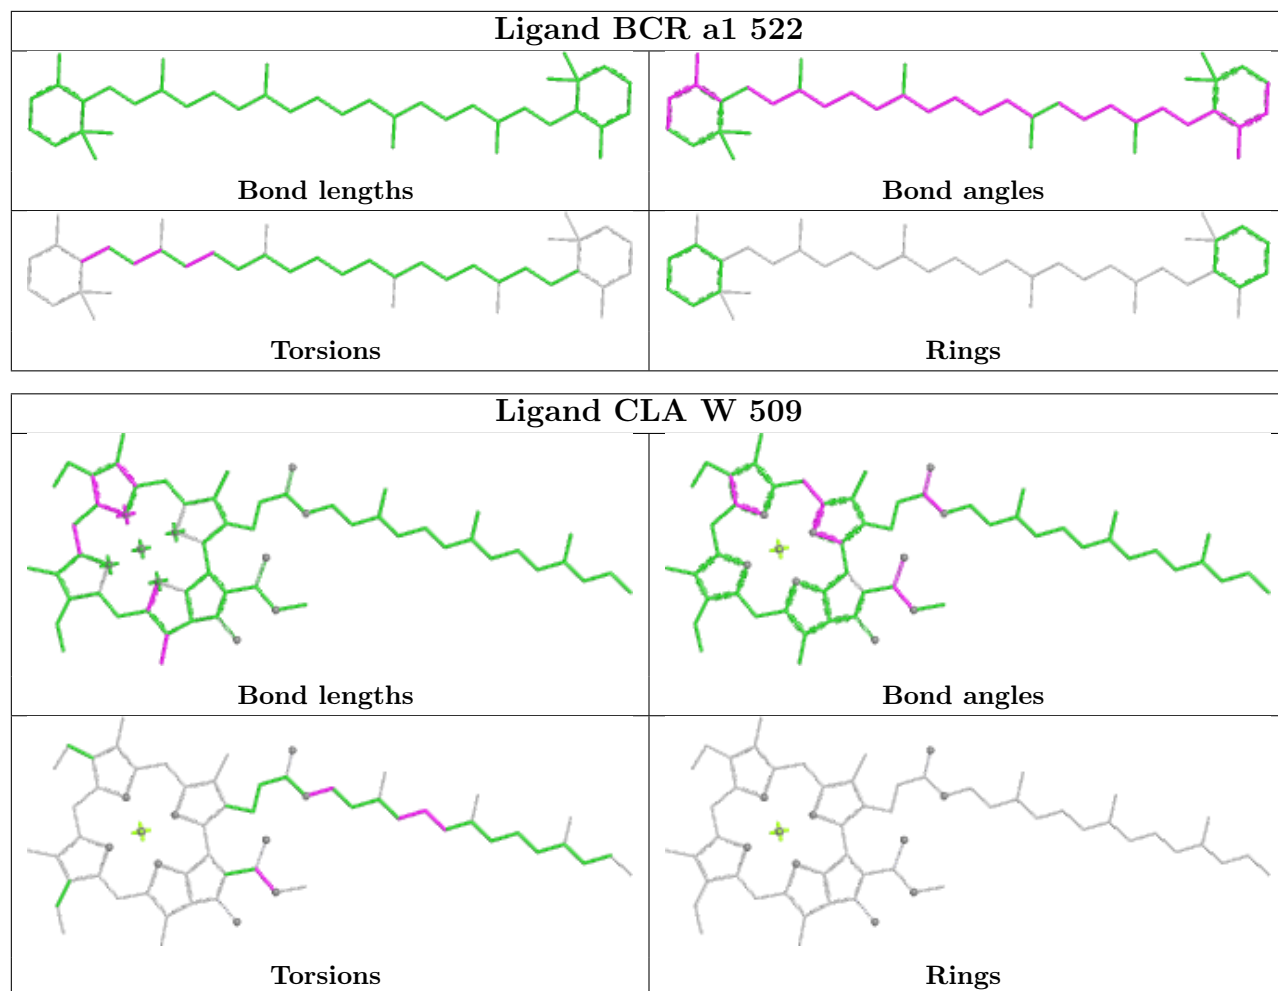 Ligand BCR a1 522
Bond lengths
Bond angles
Torsions
Rings
Ligand CLA W 509
Bond lengths
Bond angles
Torsions
Rings